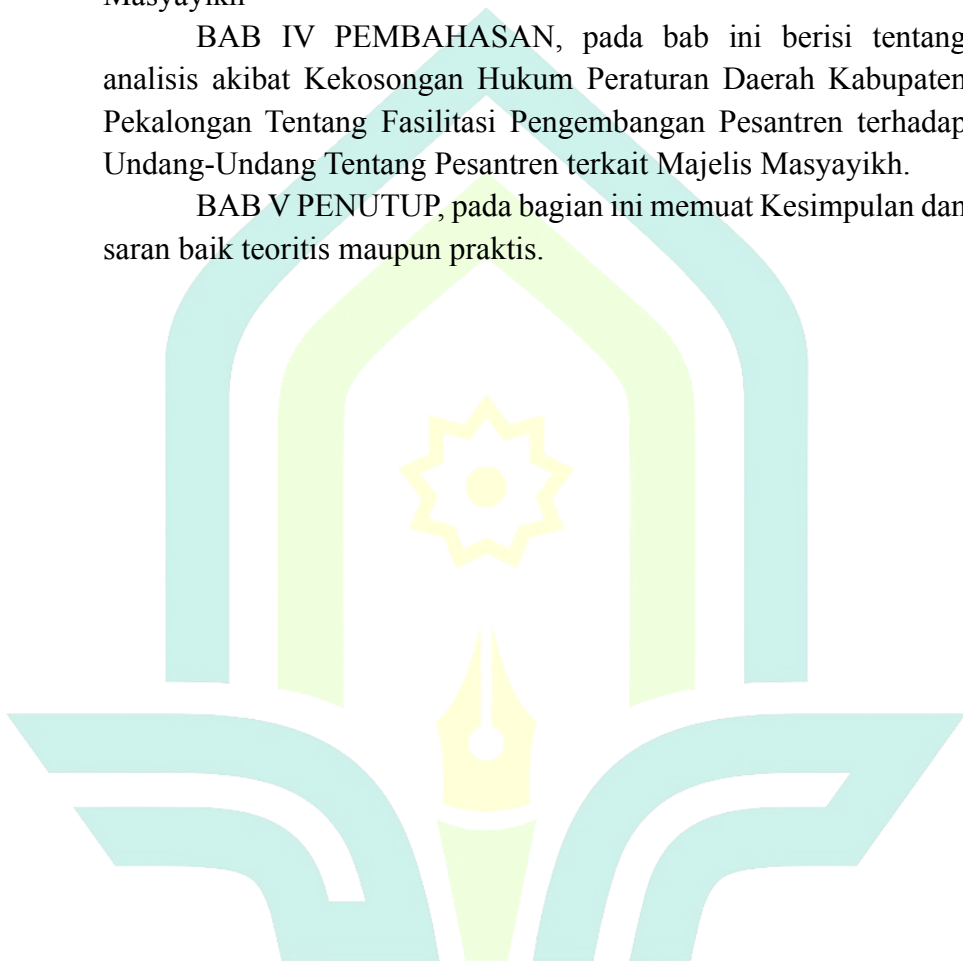 Masyayikh
BAB IV PEMBAHASAN, pada bab ini berisi tentang
analisis akibat Kekosongan Hukum Peraturan Daerah Kabupaten
Pekalongan Tentang Fasilitasi Pengembangan Pesantren terhadap
Undang-Undang Tentang Pesantren terkait Majelis Masyayikh.
BAB V PENUTUP, pada bagian ini memuat Kesimpulan dan
saran baik teoritis maupun praktis.